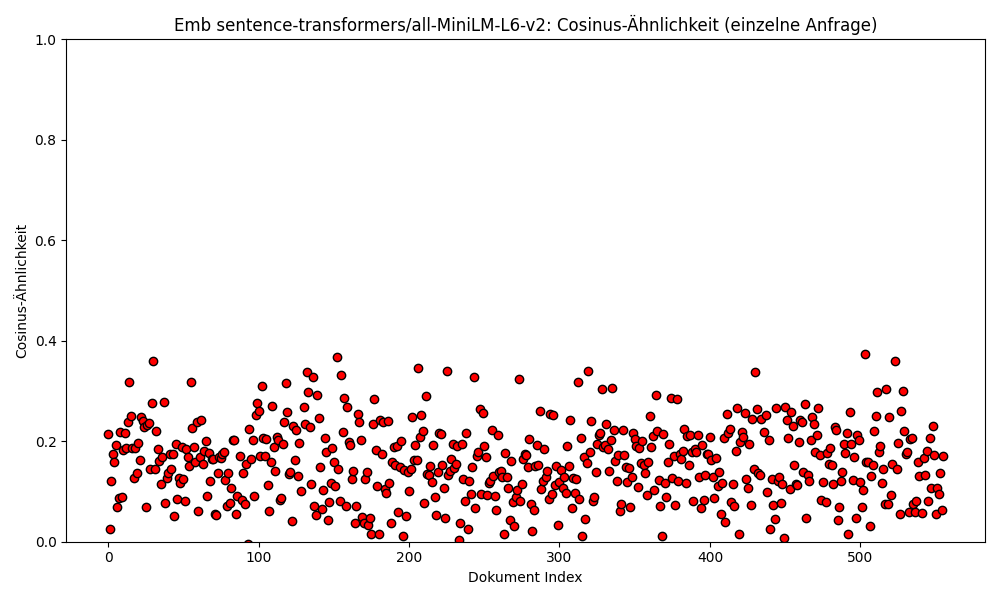 Emb sentence-transformers/all-MiniLM-L6-v2: Cosinus-Ähnlichkeit (einzelne Anfrage)
1.0
0.8
0.6
0.4
0.2
0.0
Cosinus-Ähnlichkeit
0 100 200 300 400 500
Dokument Index